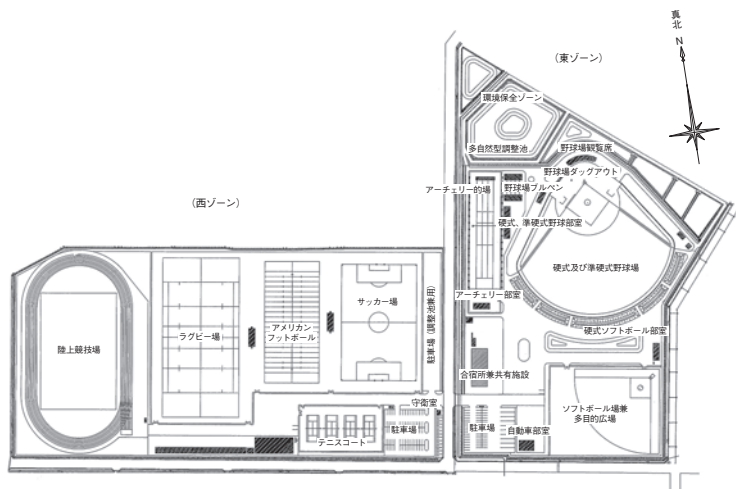 真北
N
（東ゾーン）
環境保全ゾーン
多自然型調整池
野球場観覧席
野球場ダッグアウト
アーチェリー的場
野球場ブルペン
硬式、準硬式野球部室
（西ゾーン）
硬式及び準硬式野球場
アーチェリー部室
硬式ソフトボール部室
サッカー場
駐車場（調整池兼用）
アメリカン
フットボール
ラグビー場
陸上競技場
合宿所兼共有施設
守衛室
ソフトボール場兼
多目的広場
駐車場
自動車部室
駐車場
テニスコート